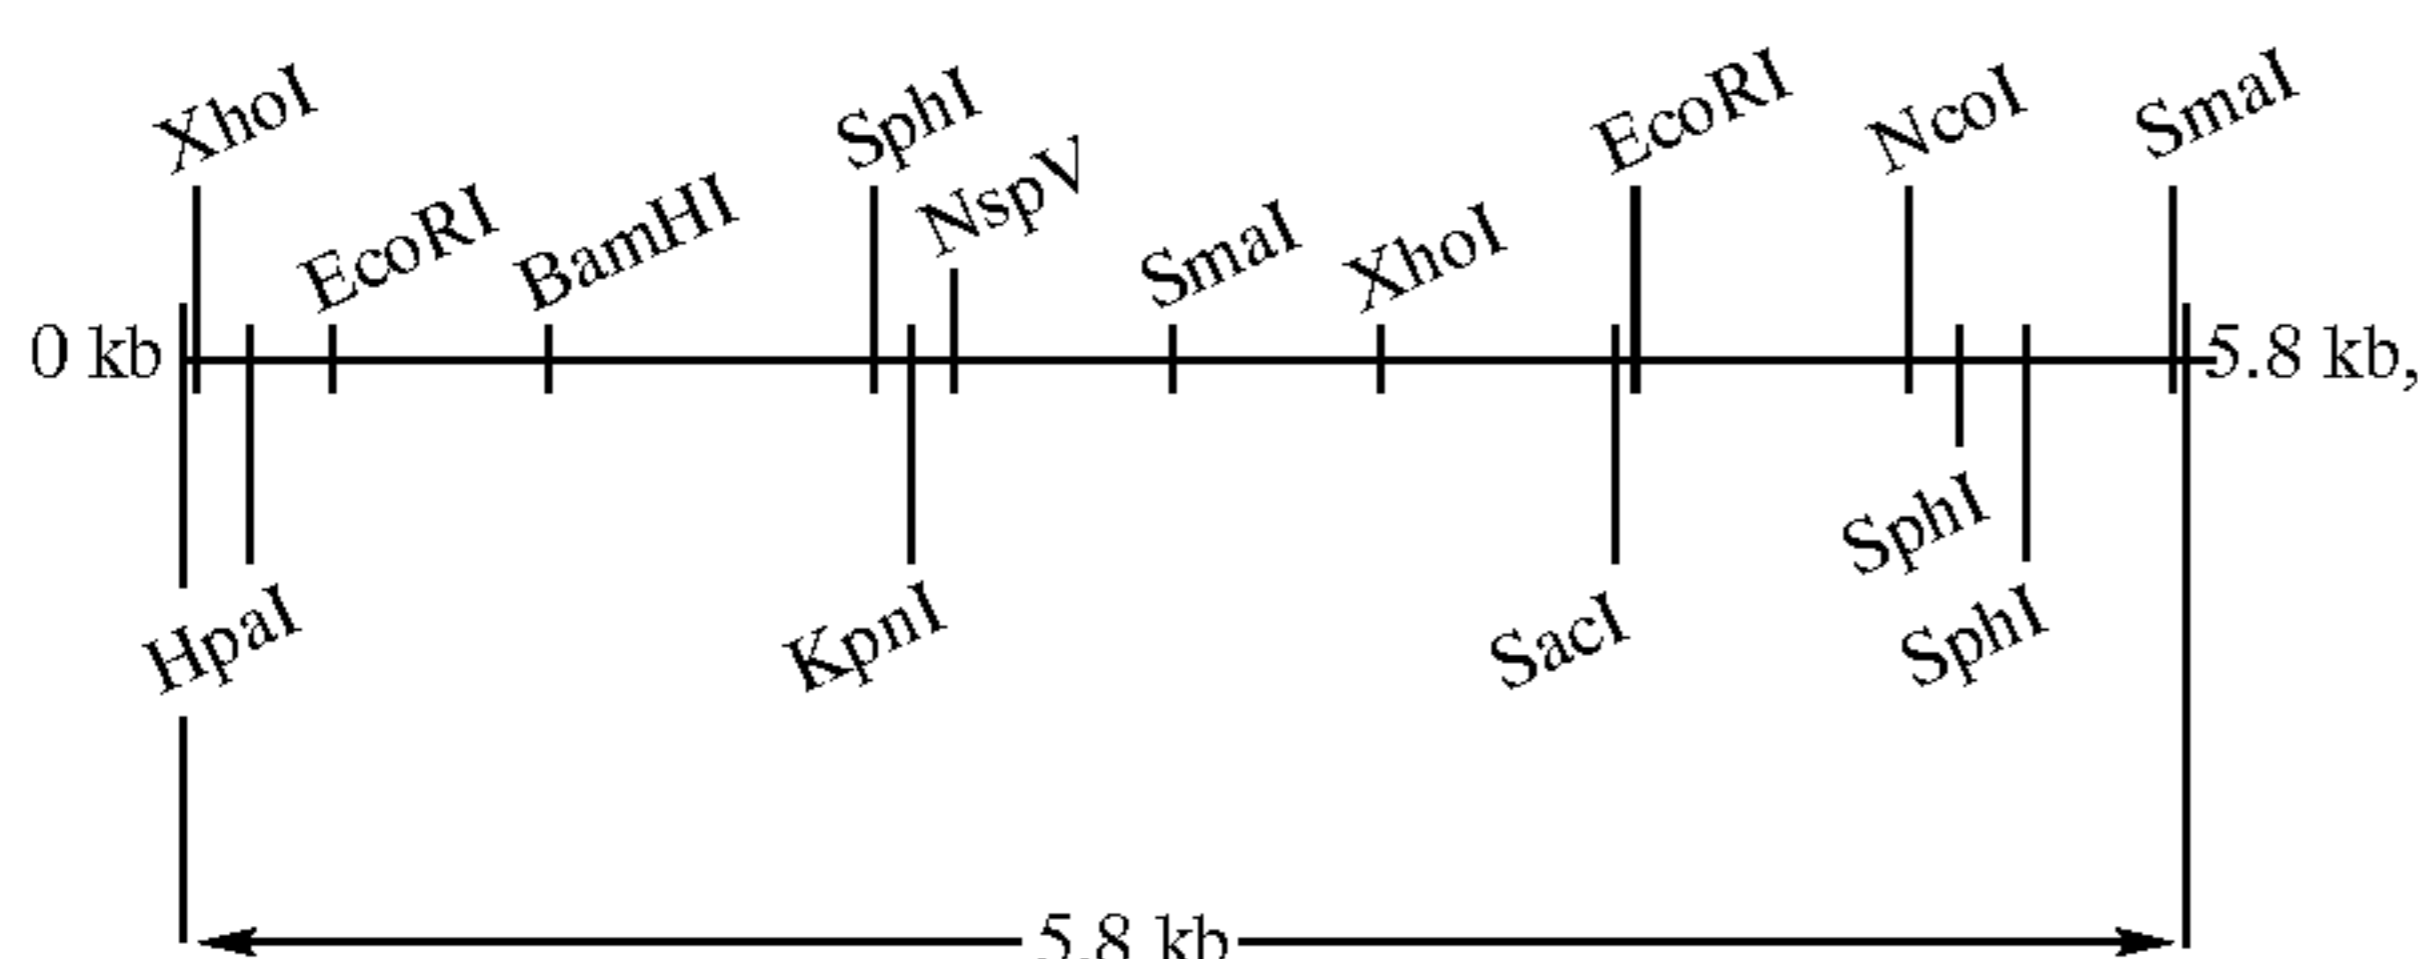 XhoI
EcoRI
BamHI
SphI
NspV
SmaI
XhoI
EcoRI
NcoI
SmaI
0 kb
5.8 kb,
HpaI
KpnI
SacI
SphI
SphI
5.8 kb